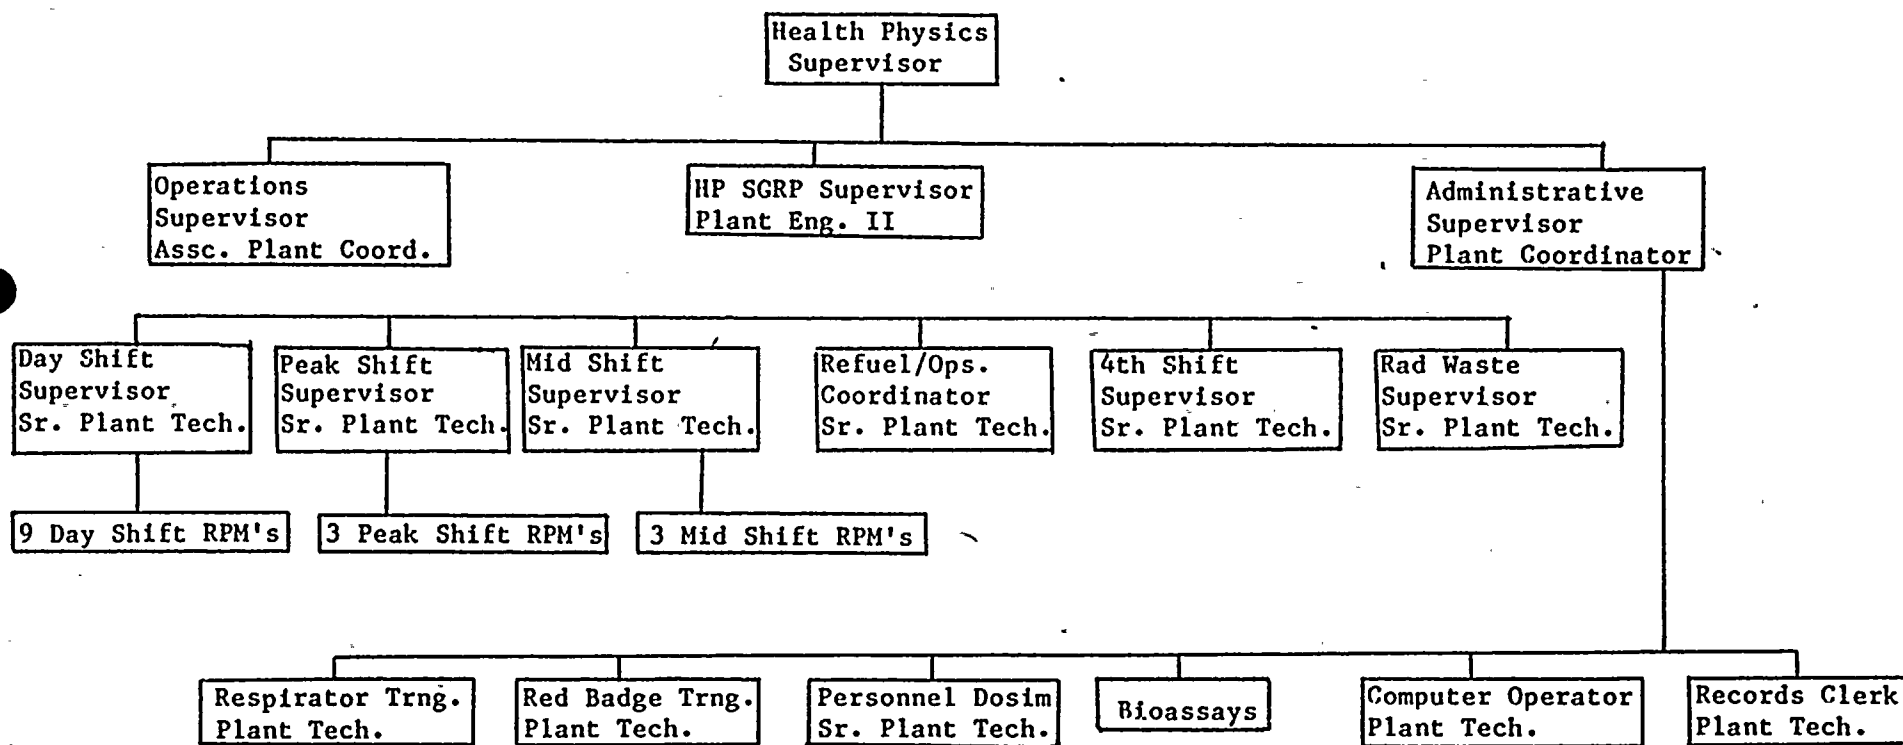 Health Physics
Supervisor
Operations
Supervisor
Assc. Plant Coord.
HP SGRP Supervisor
Plant Eng. II
Administrative
Supervisor
Plant Coordinator
Day Shift
Supervisor
Sr. Plant Tech.
Peak Shift
Supervisor
Sr. Plant Tech.
Mid Shift
Supervisor
Sr. Plant Tech.
Refuel/Ops.
Coordinator
Sr. Plant Tech.
4th Shift
Supervisor
Sr. Plant Tech.
Rad Waste
Supervisor
Sr. Plant Tech.
9 Day Shift RPM's
3 Peak Shift RPM's
3 Mid Shift RPM's
Respirator Trng.
Plant Tech.
Red Badge Trng.
Plant Tech.
Personnel Dosim
Sr. Plant Tech.
Bioassays
Computer Operator
Plant Tech.
Records Clerk
Plant Tech.